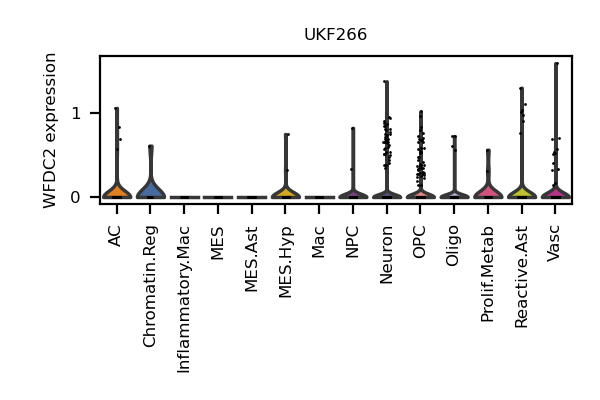 UKF266
WFDC2 expression
1
0
AC
Chromatin.Reg
Inflammatory.Mac
MES
MES.Ast
MES.Hyp
Mac
NPC
Neuron
OPC
Oligo
Prolif.Metab
Reactive.Ast
Vasc